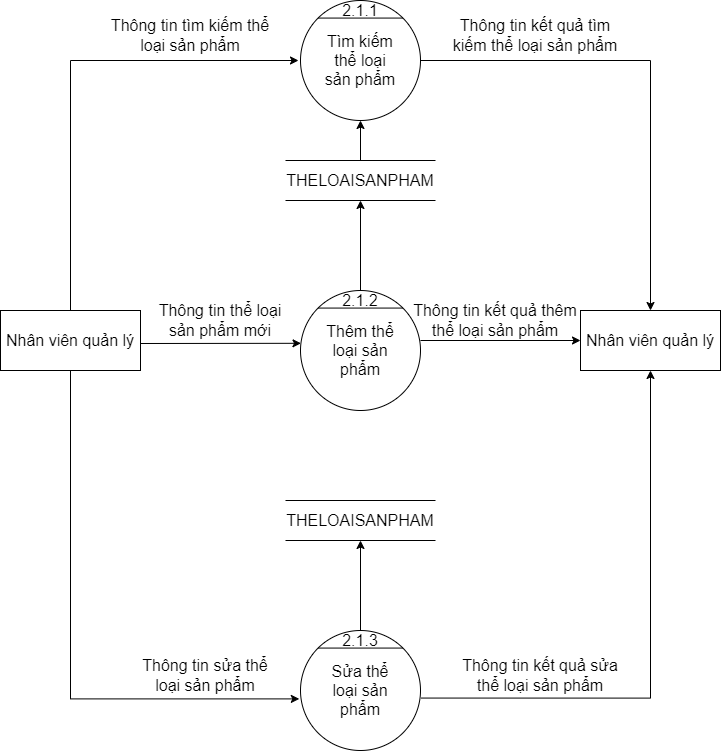 Thông tin tìm kiếm thể
loại sản phẩm
2.1.1
Tìm kiếm
thể loại
sản phẩm
Thông tin kết quả tìm
kiếm thể loại sản phẩm
THELOAISANPHAM
Nhân viên quản lý
Thông tin thể loại
sản phẩm mới
2.1.2
Thêm thể
loại sản
phẩm
Thông tin kết quả thêm
thể loại sản phẩm
Nhân viên quản lý
THELOAISANPHAM
Thông tin sửa thể
loại sản phẩm
2.1.3
Sửa thể
loại sản
phẩm
Thông tin kết quả sửa
thể loại sản phẩm